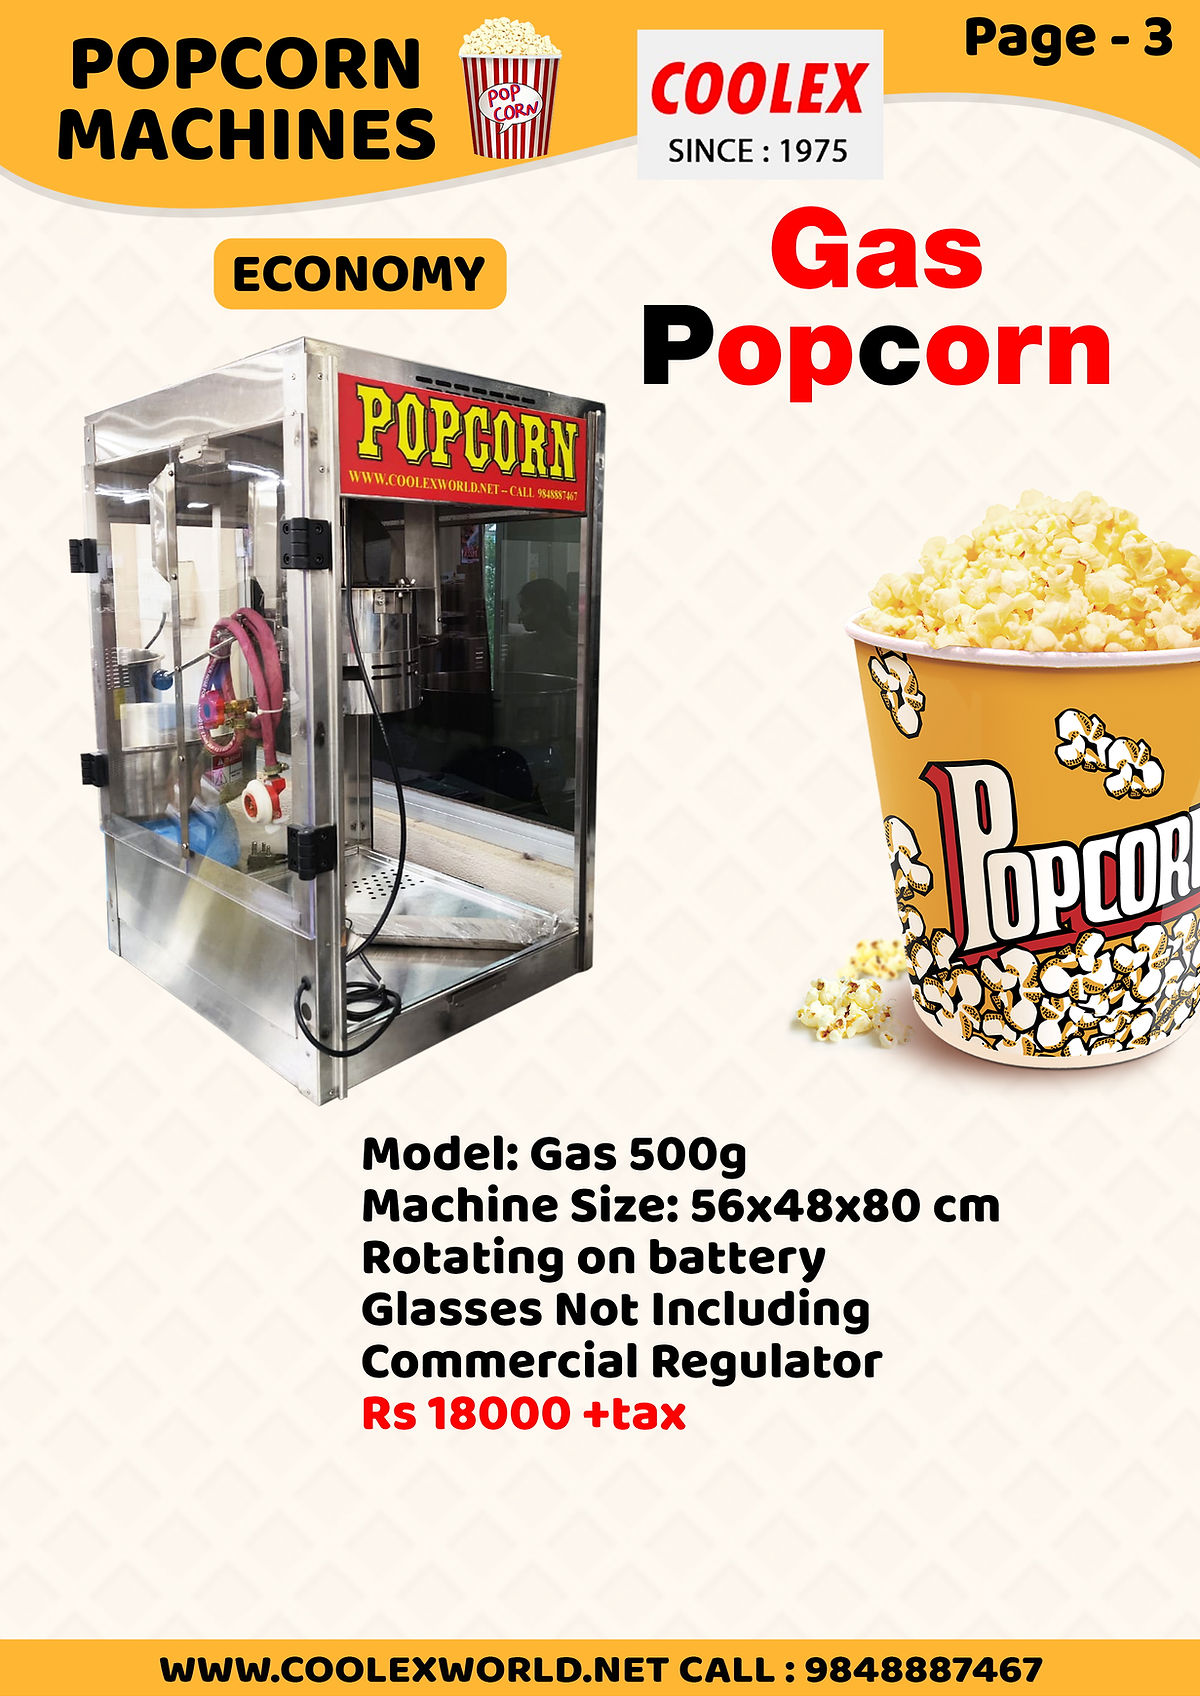 POPCORN
MACHINES
POP
CORN
COOLEX
SINCE : 1975
Page - 3
Gas
Popcorn
ECONOMY
POPCORN
WWW.COOLEXWORLD.NET -- CALL 9848887467
POPCOR
Model: Gas 500g
Machine Size: 56x48x80 cm
Rotating on battery
Glasses Not Including
Commercial Regulator
Rs 18000 +tax
WWW.COOLEXWORLD.NET CALL : 9848887467